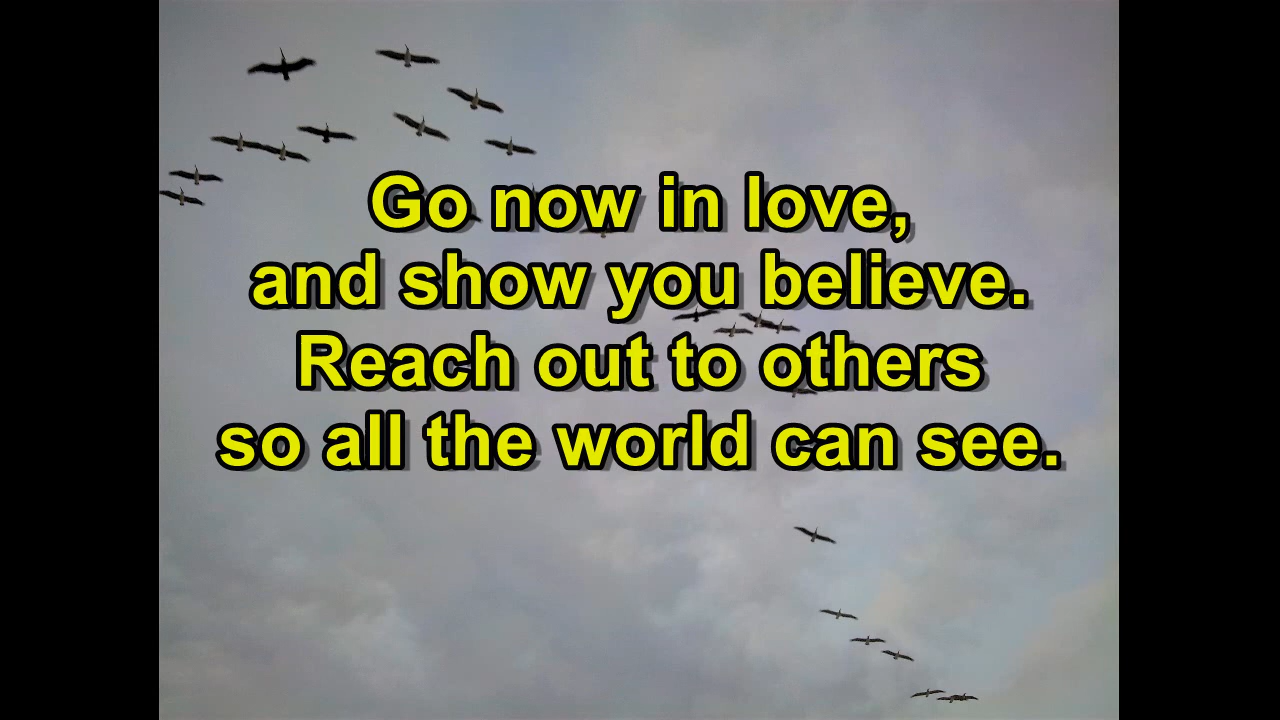 Go now in love,
and show you believe.
Reach out to others
so all the world can see.